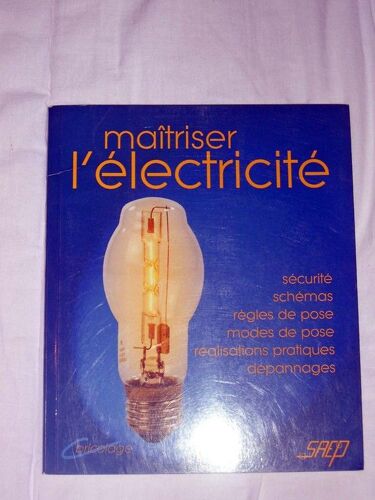 maîtriser
l'électricité
sécurité
schémas
règles de pose
modes de pose
réalisations pratiques
dépannages
bricolage
SAEP